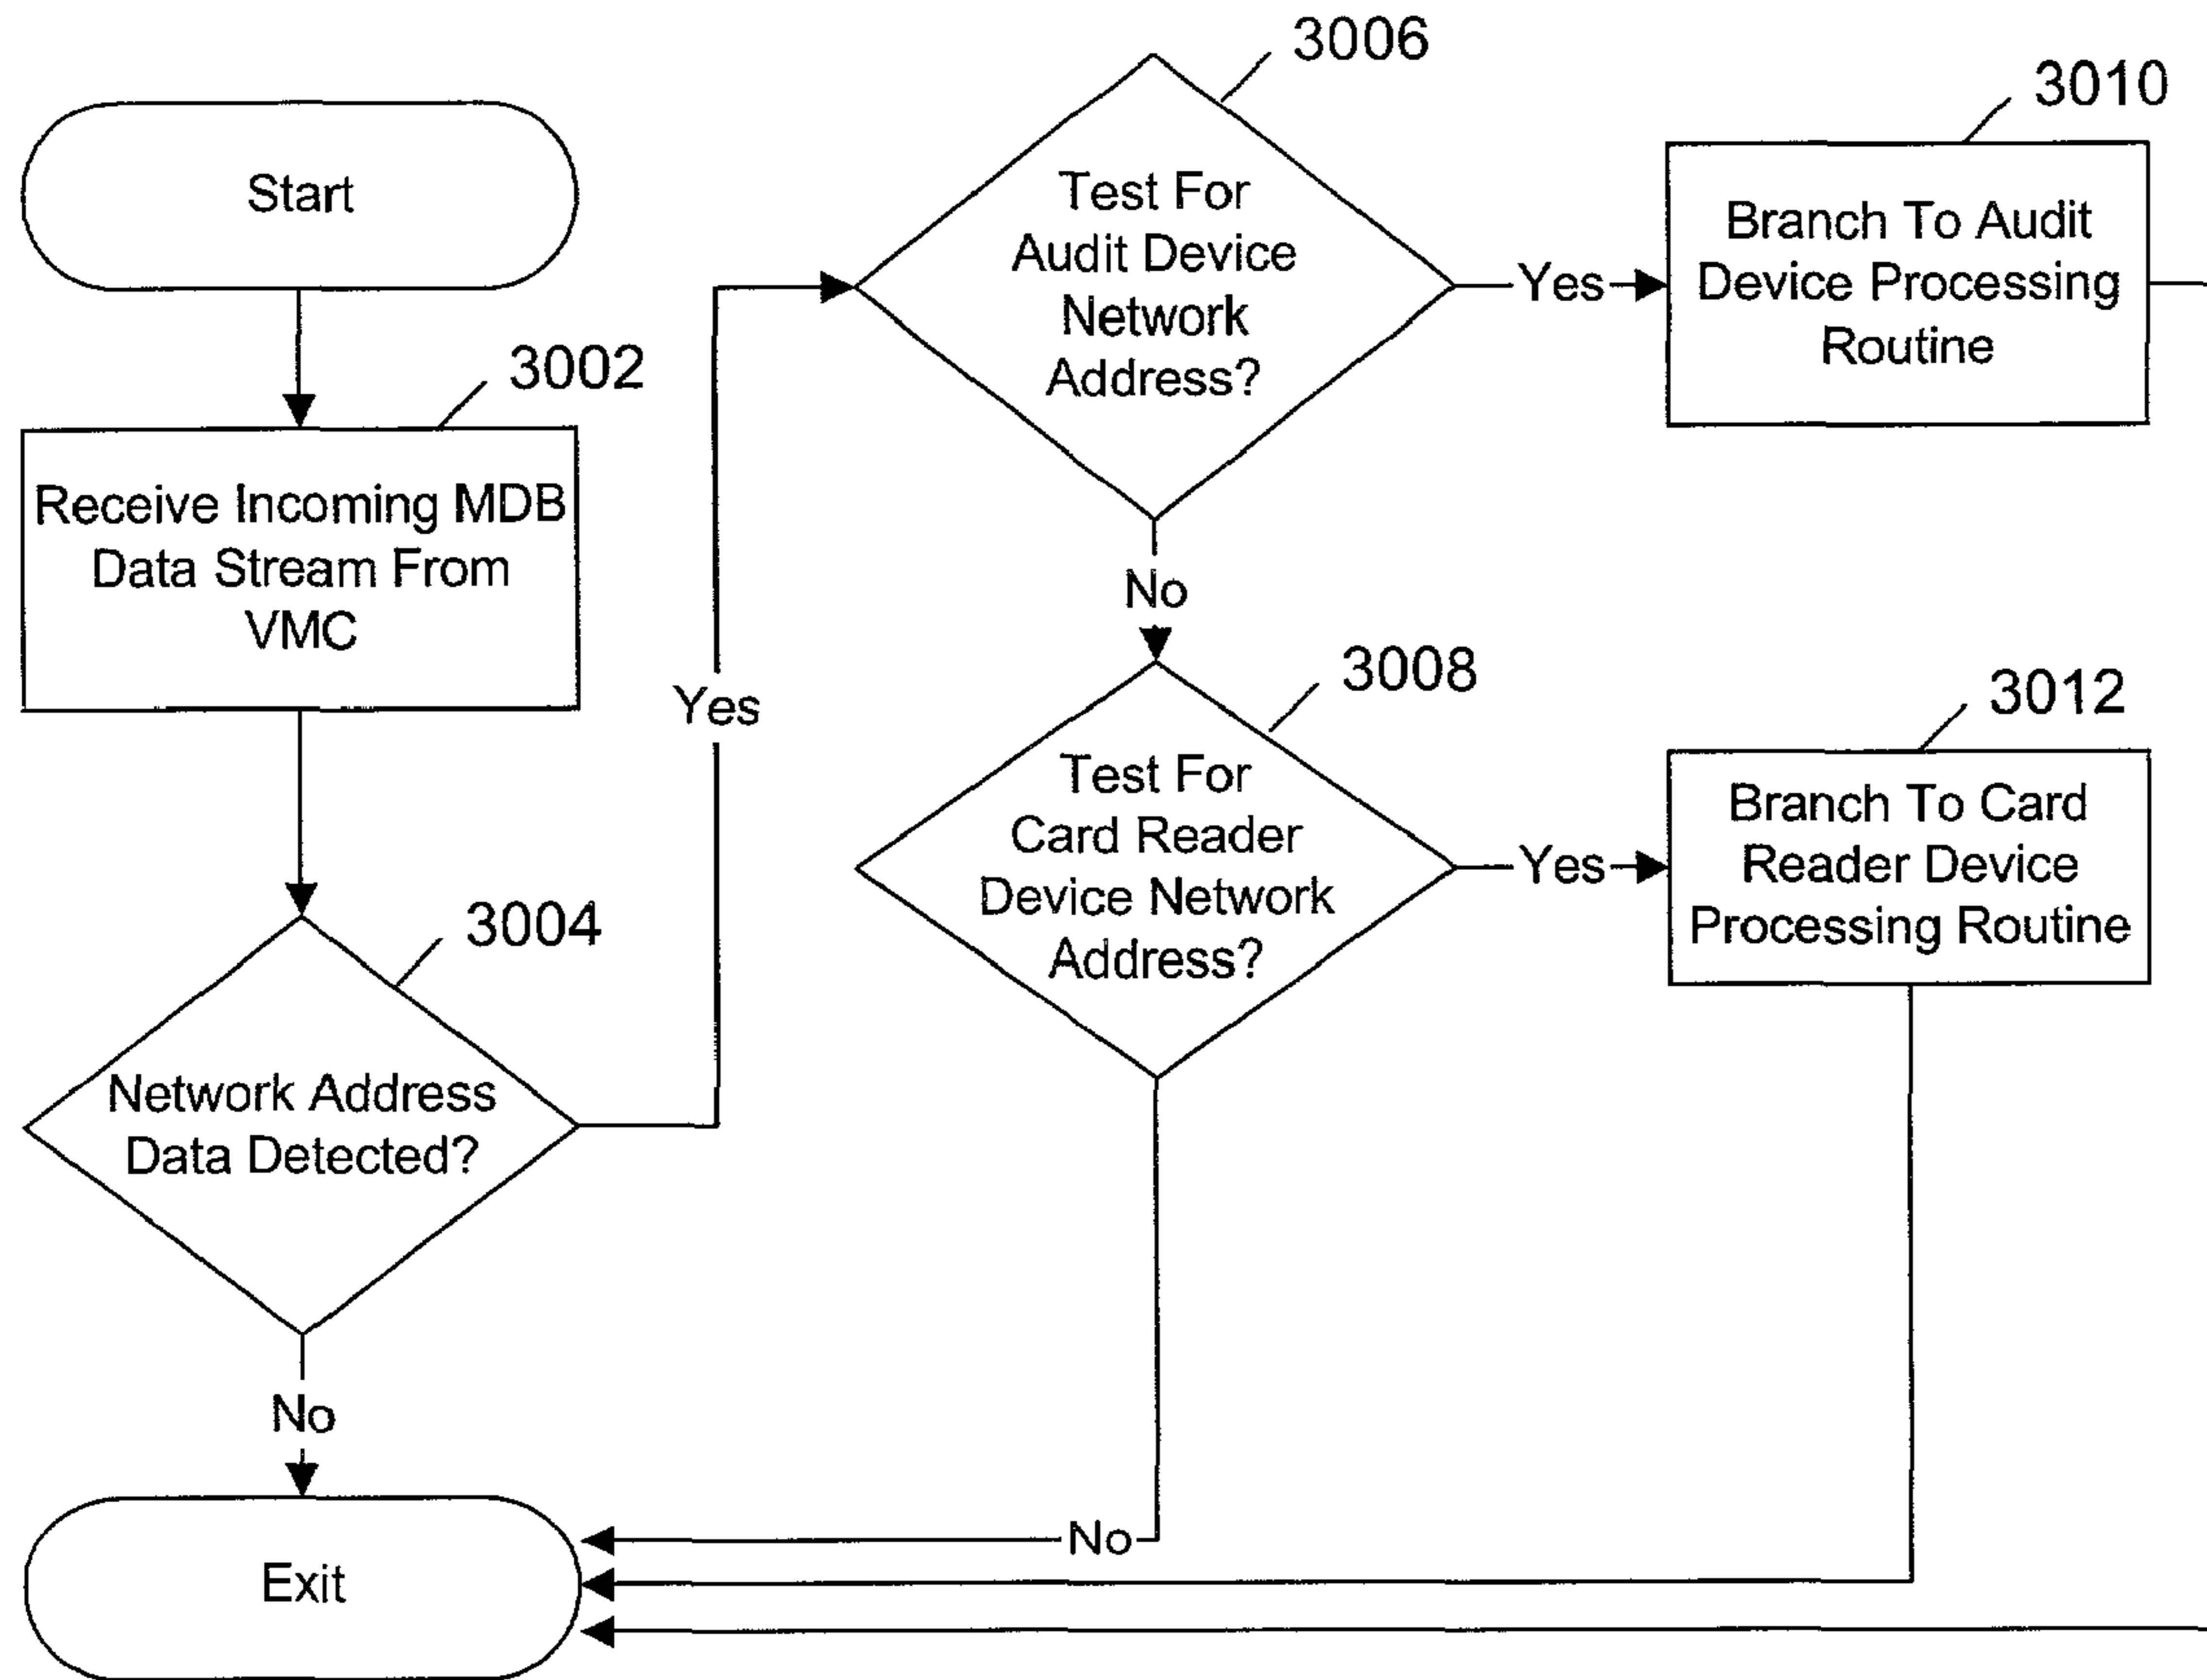 Start
3002
Receive Incoming MDB
Data Stream From
VMC
3004
Network Address
Data Detected?
No
Exit
Yes
3006
Test For
Audit Device
Network
Address?
Yes
3010
Branch To Audit
Device Processing
Routine
No
3008
Test For
Card Reader
Device Network
Address?
Yes
3012
Branch To Card
Reader Device
Processing Routine
No